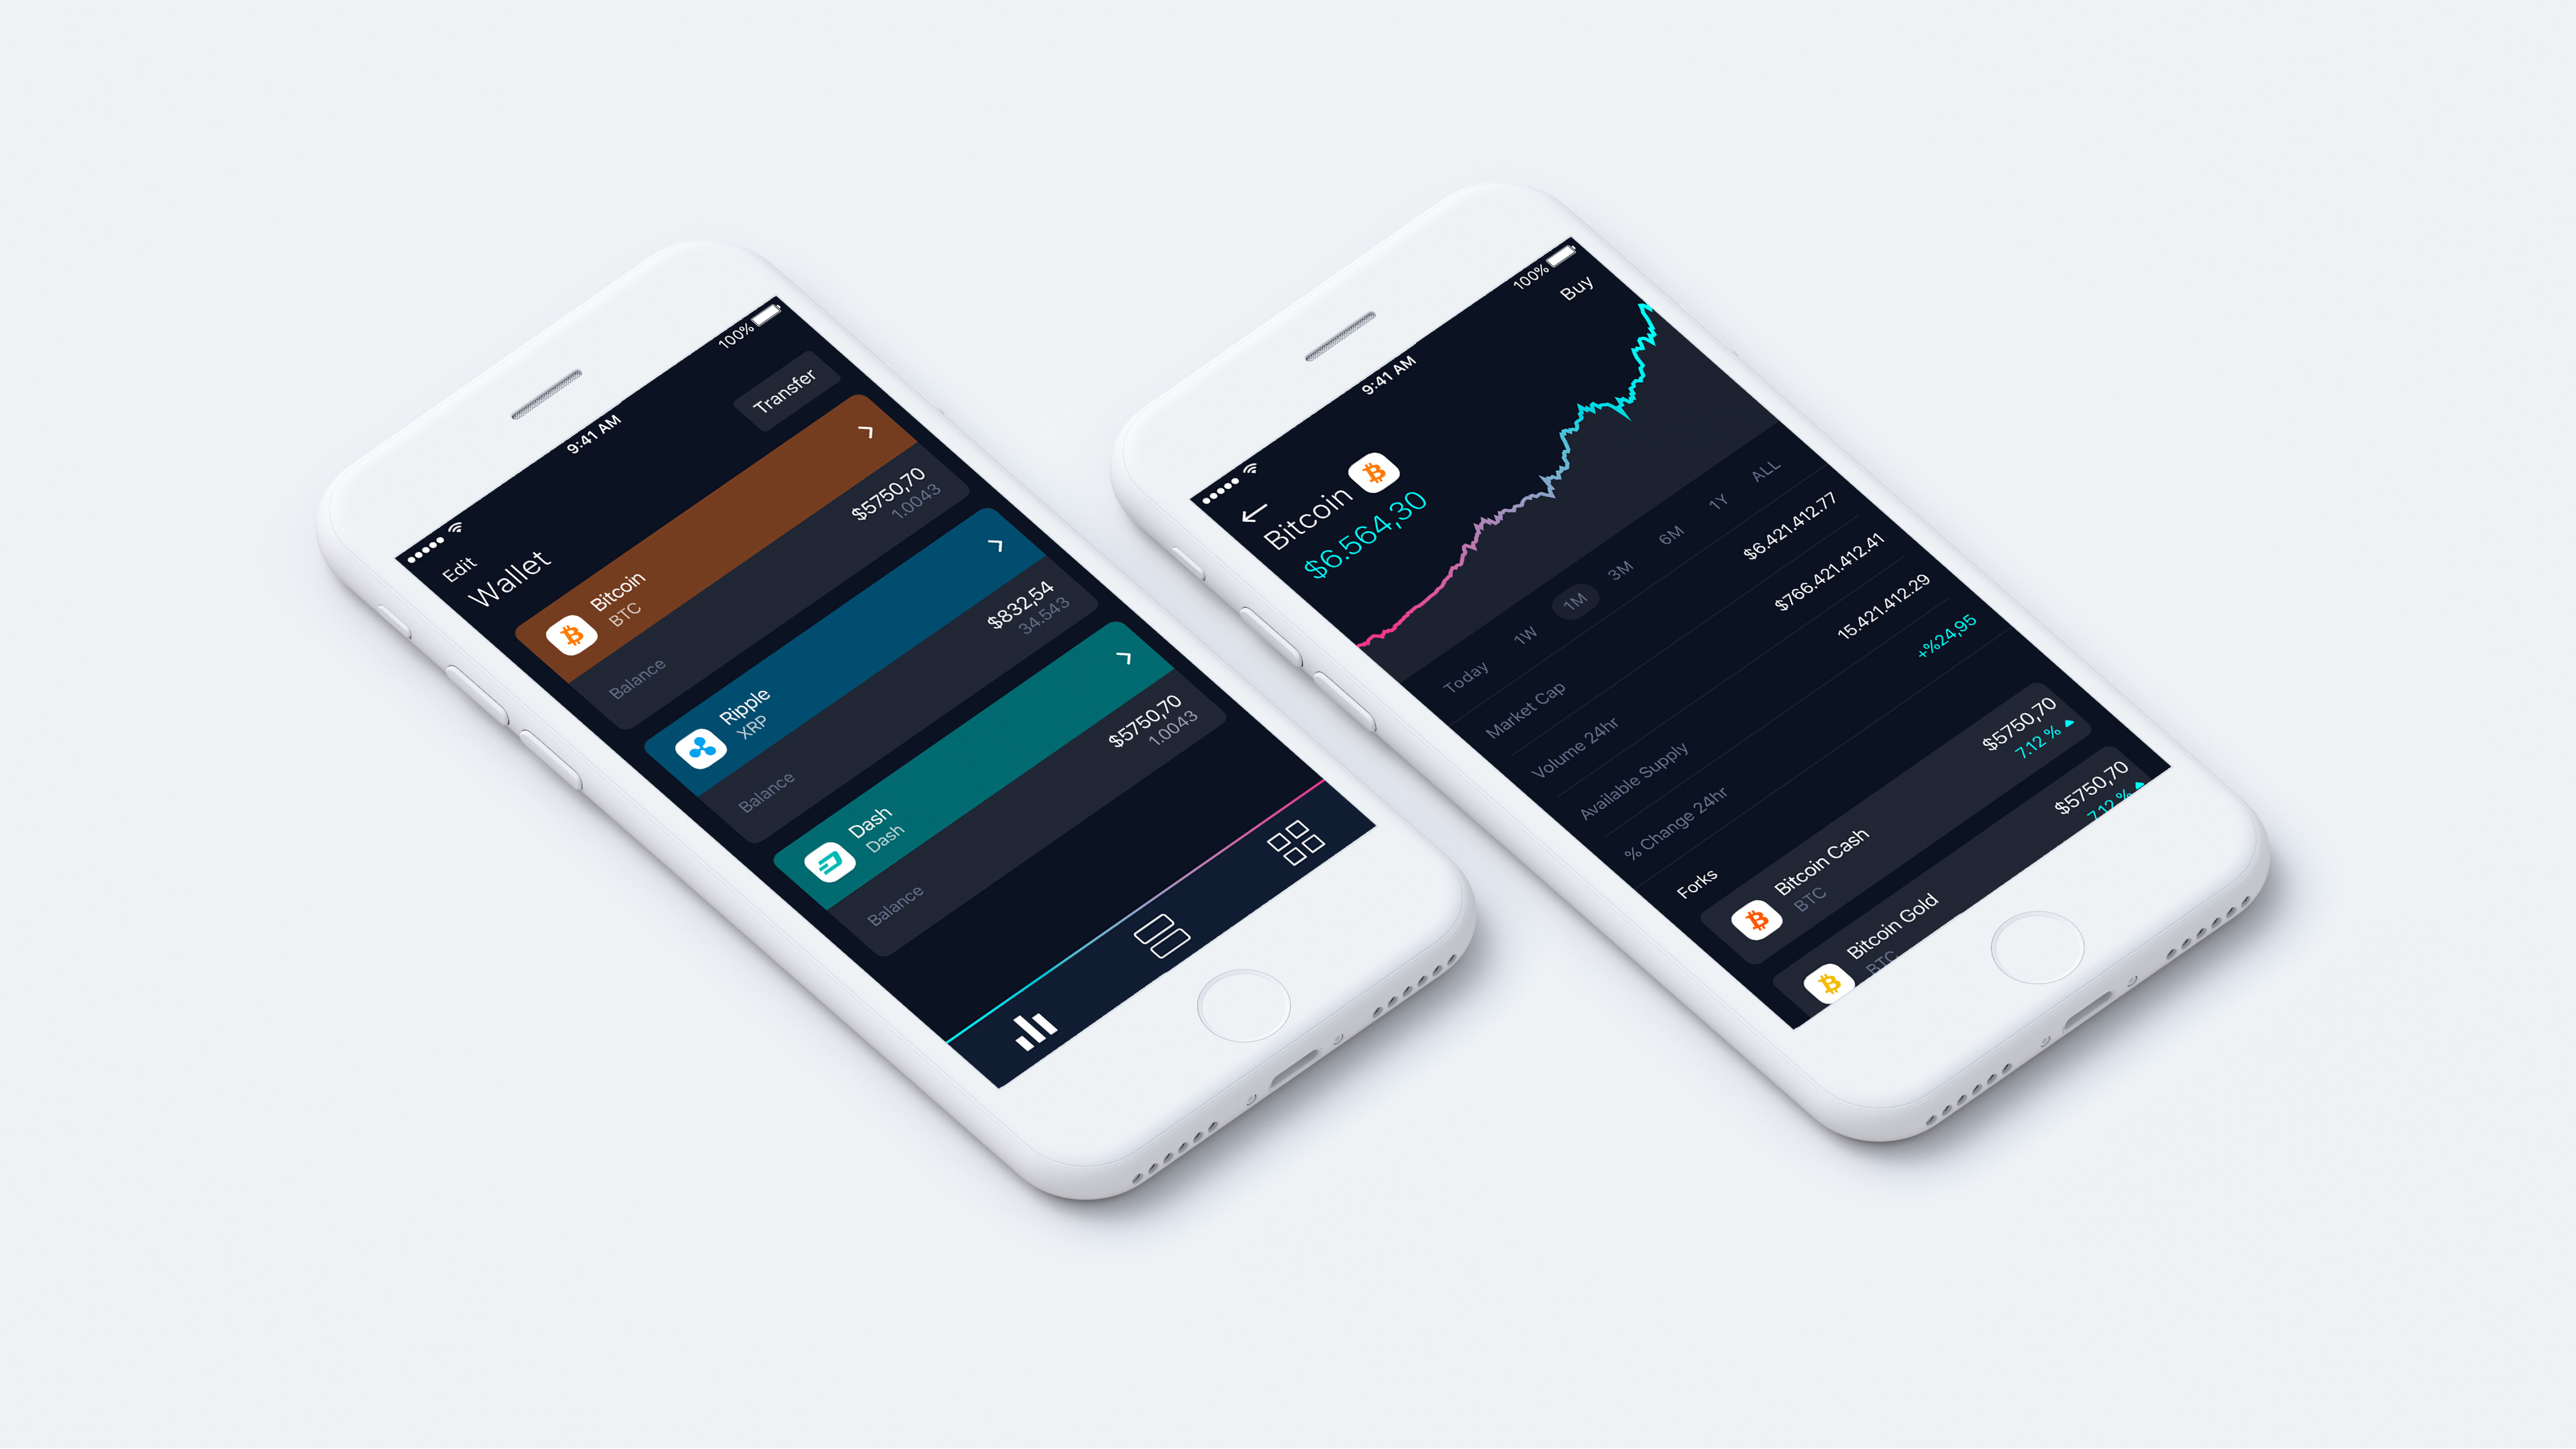 9:41 AM
100%
Edit
Transfer
Wallet
Bitcoin
BTC
Balance
$5750,70
1.0043
Ripple
XRP
Balance
$832,54
34.543
Dash
Dash
Balance
$5750,70
1.0043
9:41 AM
100%
Buy
Bitcoin
$6.564,30
Today 1W 1M 3M 6M 1Y ALL
Market Cap $6.421.412.77
Volume 24hr $766.421.412.41
Available Supply 15.421.412.29
% Change 24hr +%24,95
Forks
Bitcoin Cash
BTC
$5750,70
7.12 %
Bitcoin Gold
BTC
$5750,70
7.12 %